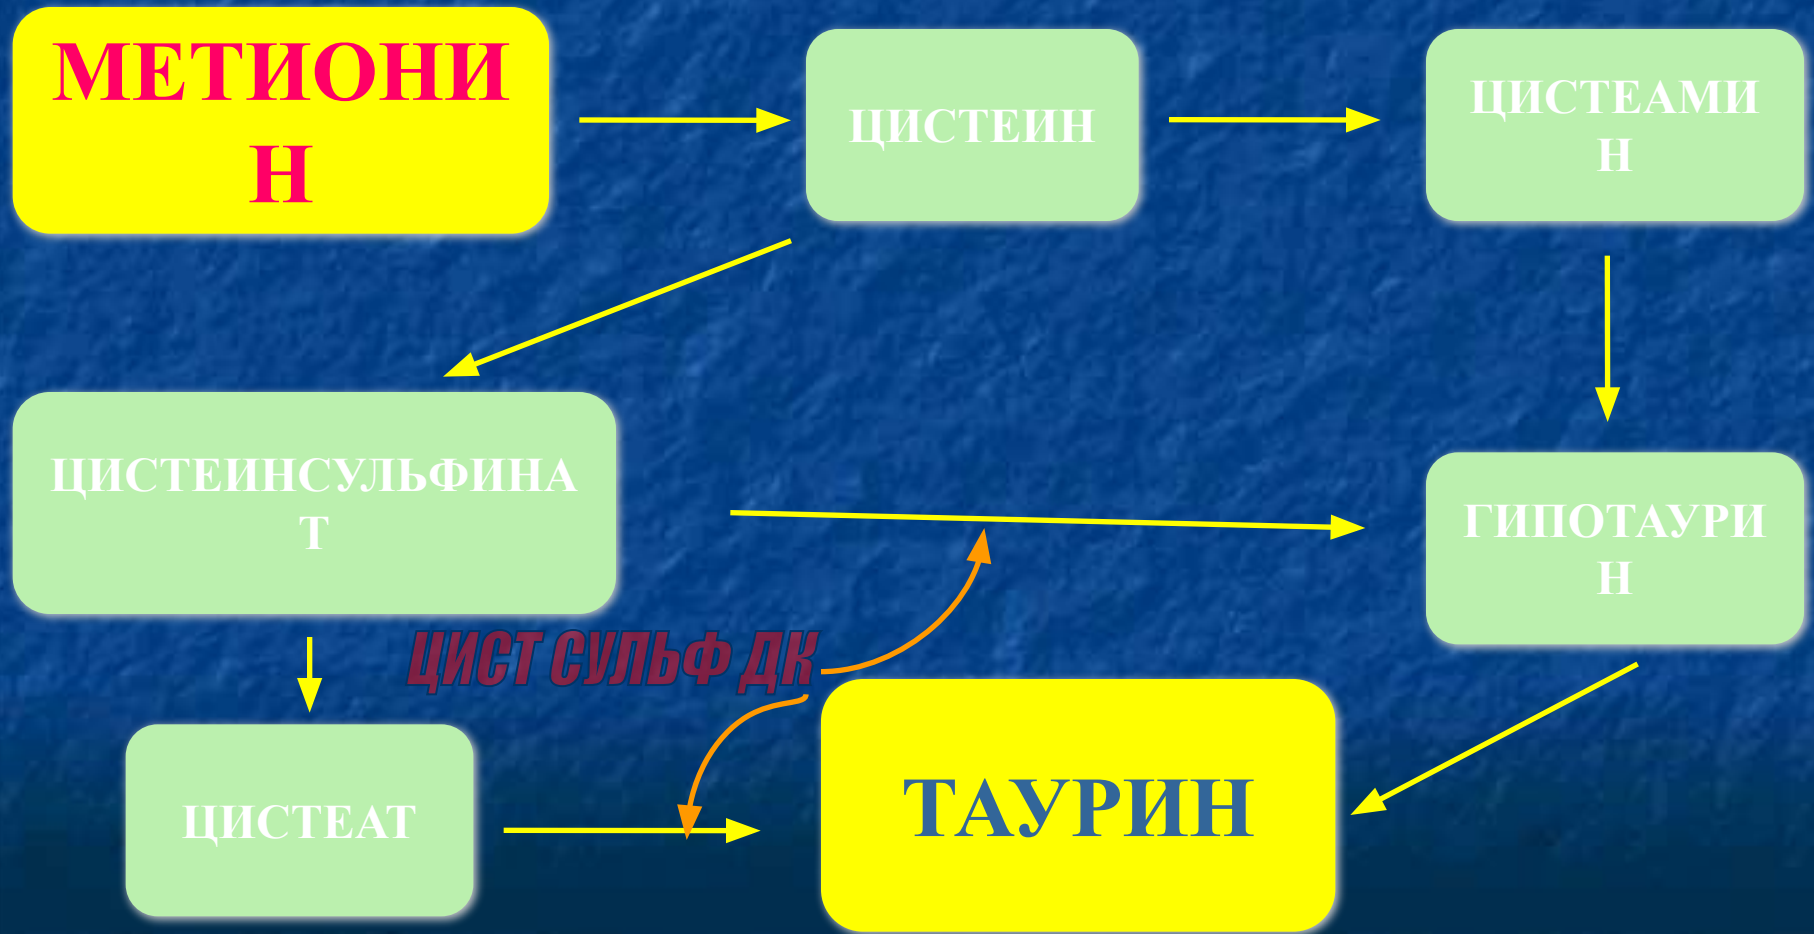 МЕТИОНИ
Н
ЦИСТЕИН
ЦИСТЕАМИ
Н
ЦИСТЕИНСУЛЬФИНА
Т
ГИПОТАУРИ
Н
ЦИСТ СУЛЬФ ДК
ЦИСТЕАТ
ТАУРИН